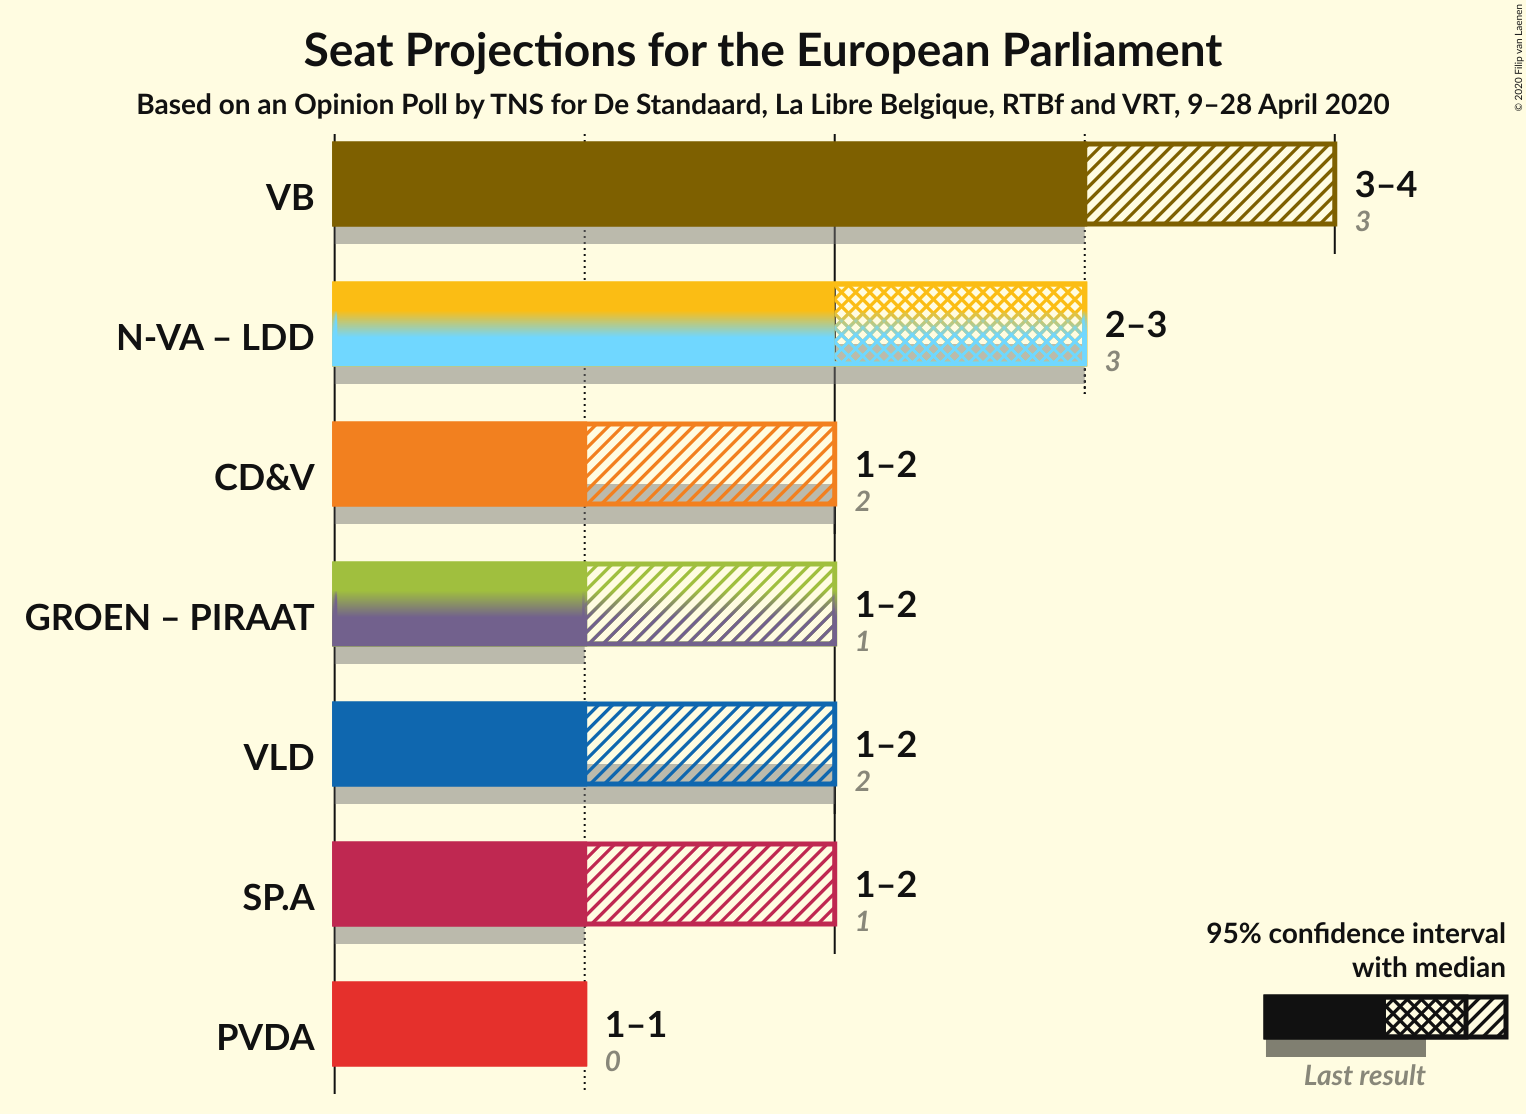 Seat Projections for the European Parliament
Based on an Opinion Poll by TNS for De Standaard, La Libre Belgique, RTBf and VRT, 9–28 April 2020
© 2020 Filip van Laenen
VB
3–4
3
N-VA – LDD
2–3
3
CD&V
1–2
2
GROEN – PIRAAT
1–2
1
VLD
1–2
2
SP.A
1–2
1
PVDA
1–1
0
95% confidence interval
with median
Last result